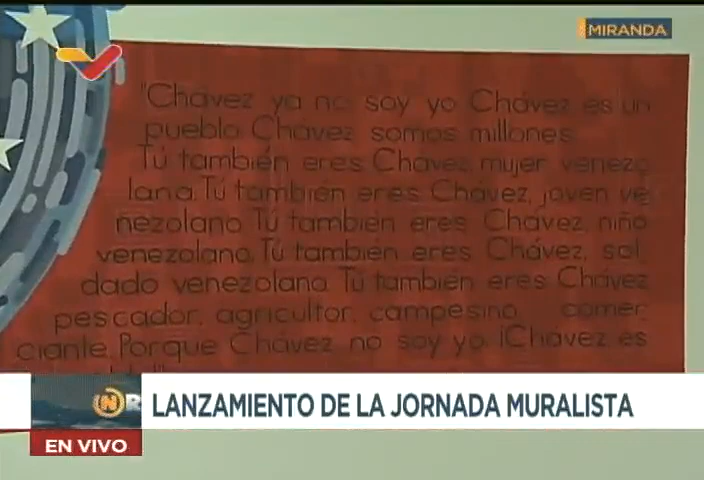 MIRANDA
"Chávez ya no soy yo Chávez es un
pueblo Chávez somos millones.
Tú también eres Chávez, mujer venezo
lana. Tú también eres Chávez, joven ve
nezolano Tú también eres Chávez, niño
venezolano. Tú también eres Chávez, sol
dado venezolano. Tú también eres Chávez
pescador, agricultor, campesino, comer
ciante. Porque Chávez no soy yo. ¡Chavez es
LANZAMIENTO DE LA JORNADA MURALISTA
EN VIVO